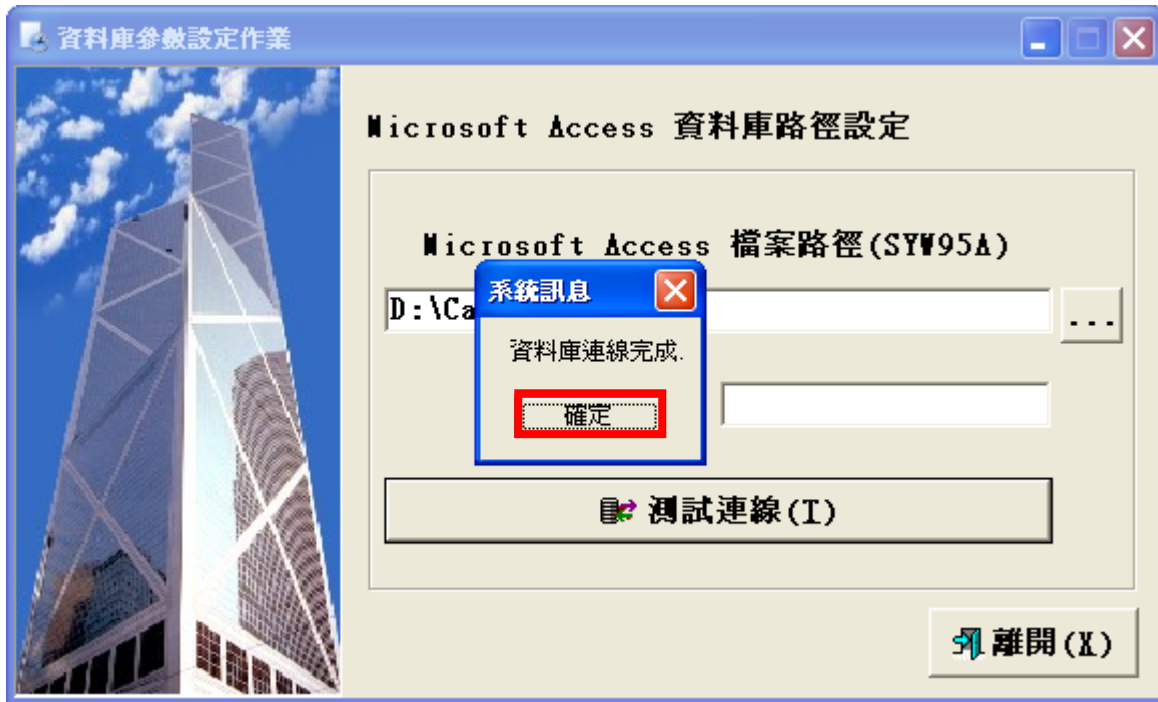 資料庫參數設定作業
Microsoft Access 資料庫路徑設定
Microsoft Access 檔案路徑(SYW95A)
D:\Ca
...
系統訊息
資料庫連線完成.
確定
測試連線(T)
離開(X)